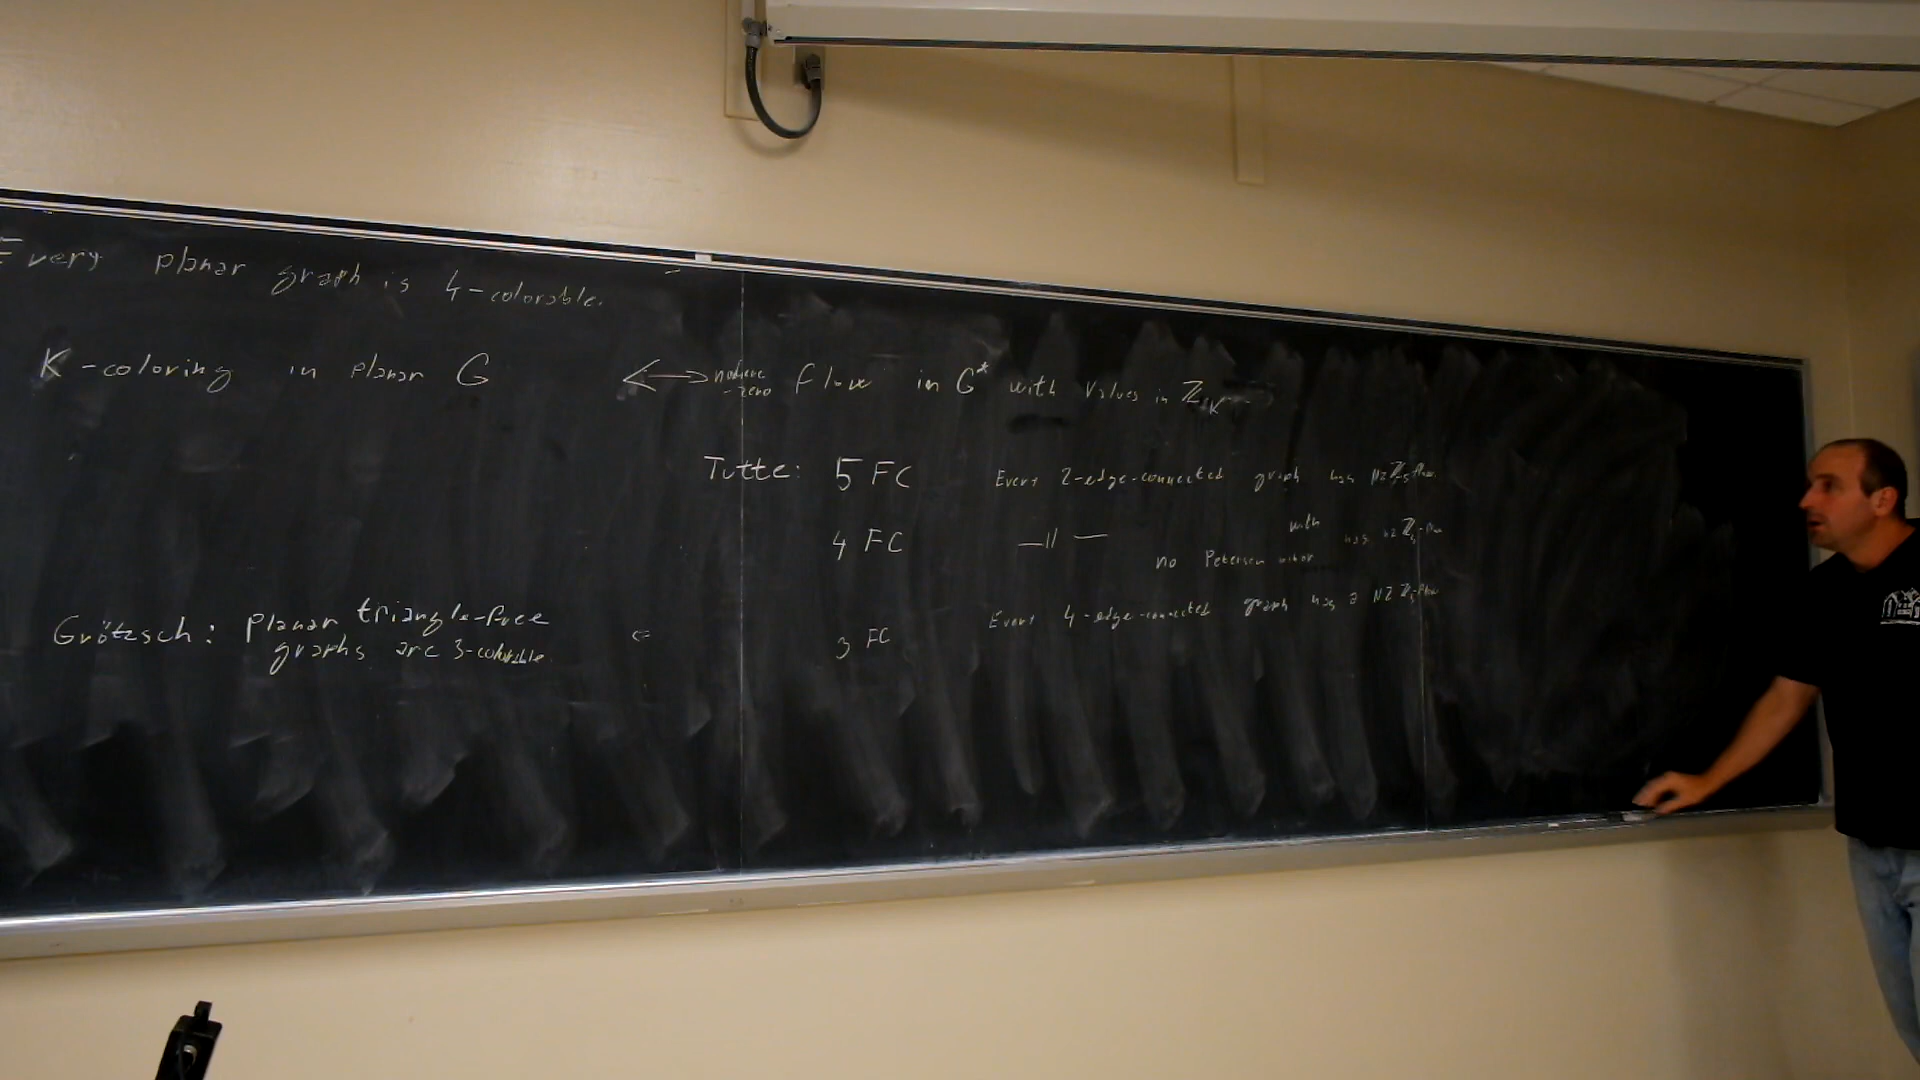 Every planar graph is 4-colorable.
K-coloring in planar G ⟷ nowhere-zero flow in G* with values in ℤ_K
Tutte: 5 FC Every 2-edge-connected graph has NZ ℤ_5-flow.
4 FC —〃— with no Petersen minor has nz
3 FC Every 4-edge-connected graph has a NZ ℤ_3-flow
Grötzsch: planar triangle-free ⇐
graphs are 3-colorable.